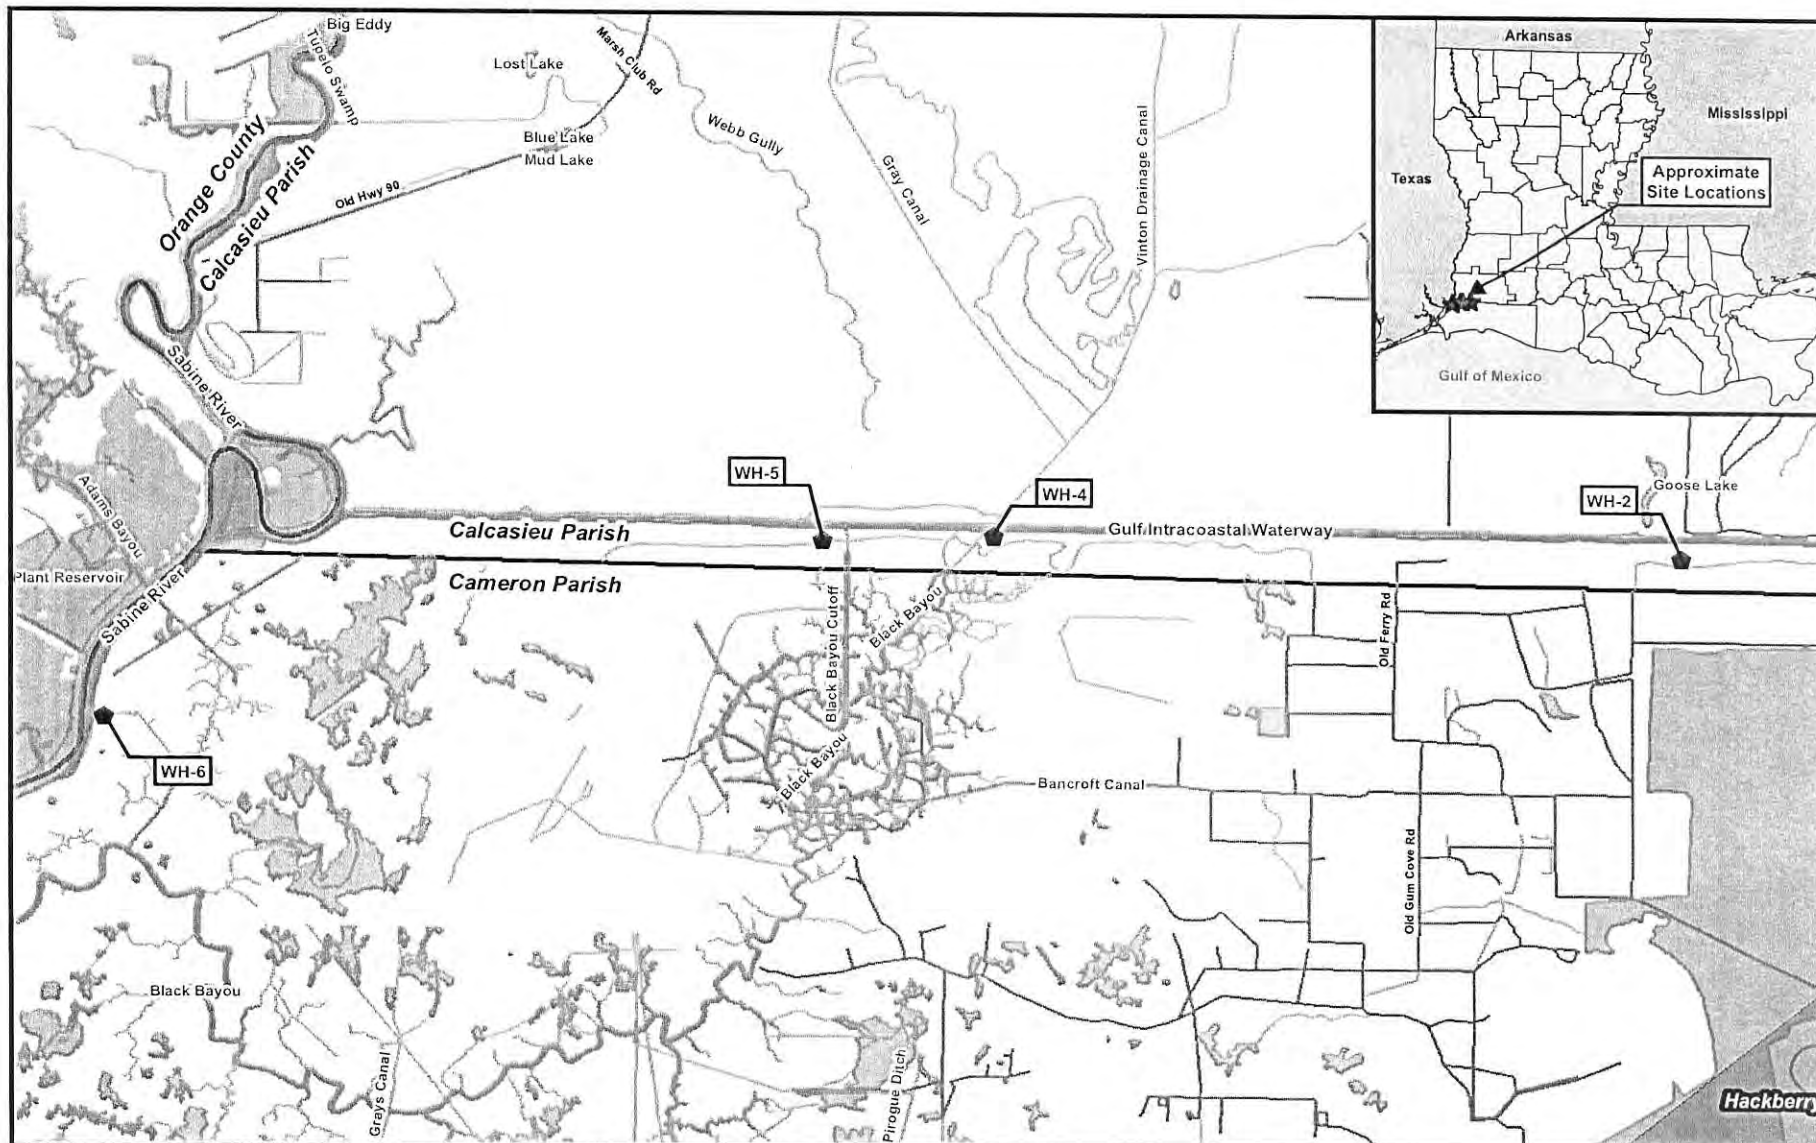 Big Eddy
Tupelo Swamp
Lost Lake
Marsh Club Rd
Blue Lake
Mud Lake
Webb Gully
Gray Canal
Vinton Drainage Canal
Orange County
Calcasieu Parish
Old Hwy 90
Arkansas
Mississippi
Texas
Approximate
Site Locations
Gulf of Mexico
Sabine River
Adams Bayou
WH-5
WH-4
WH-2
Goose Lake
Calcasieu Parish
Gulf Intracoastal Waterway
Plant Reservoir
Cameron Parish
Sabine River
Black Bayou Cutoff
Black Bayou
Old Ferry Rd
WH-6
Black Bayou
Bancroft Canal
Old Gum Cove Rd
Black Bayou
Grays Canal
Pirogue Ditch
Hackberry